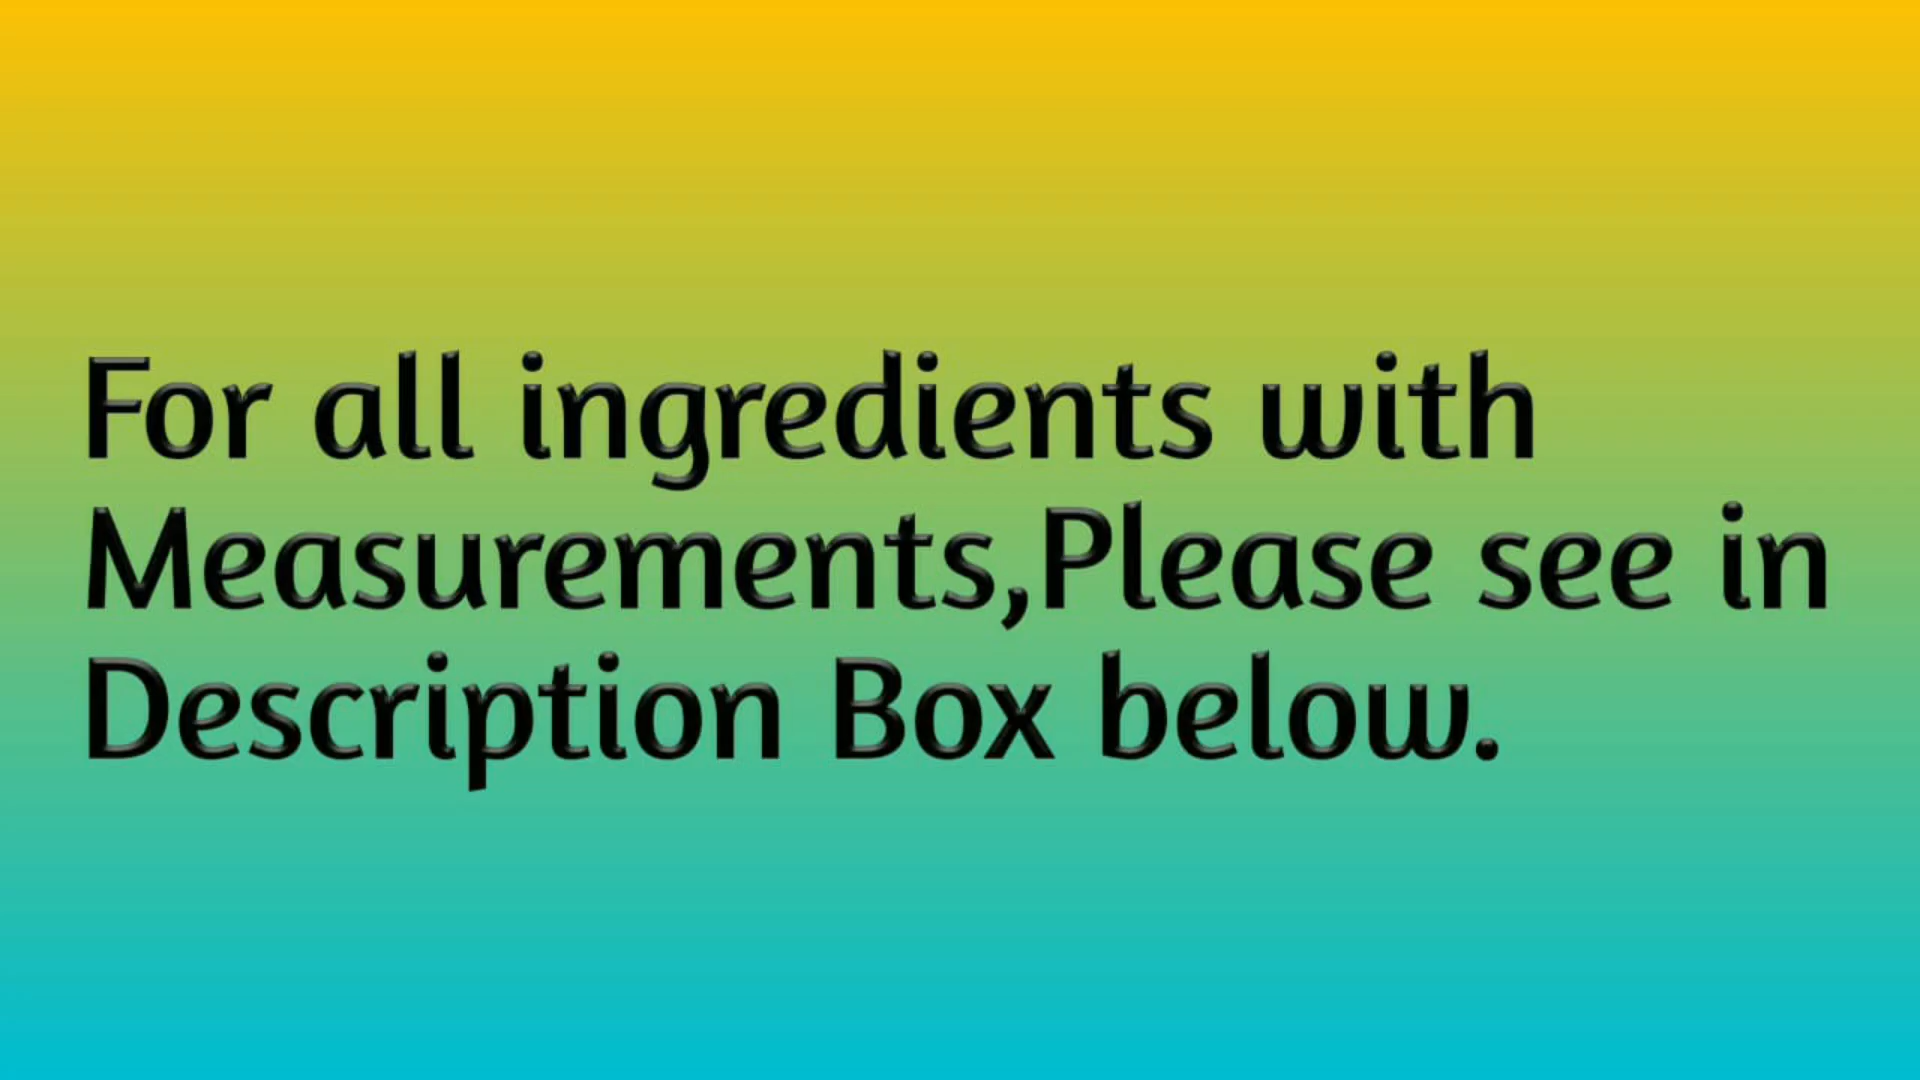 For all ingredients with
Measurements,Please see in
Description Box below.